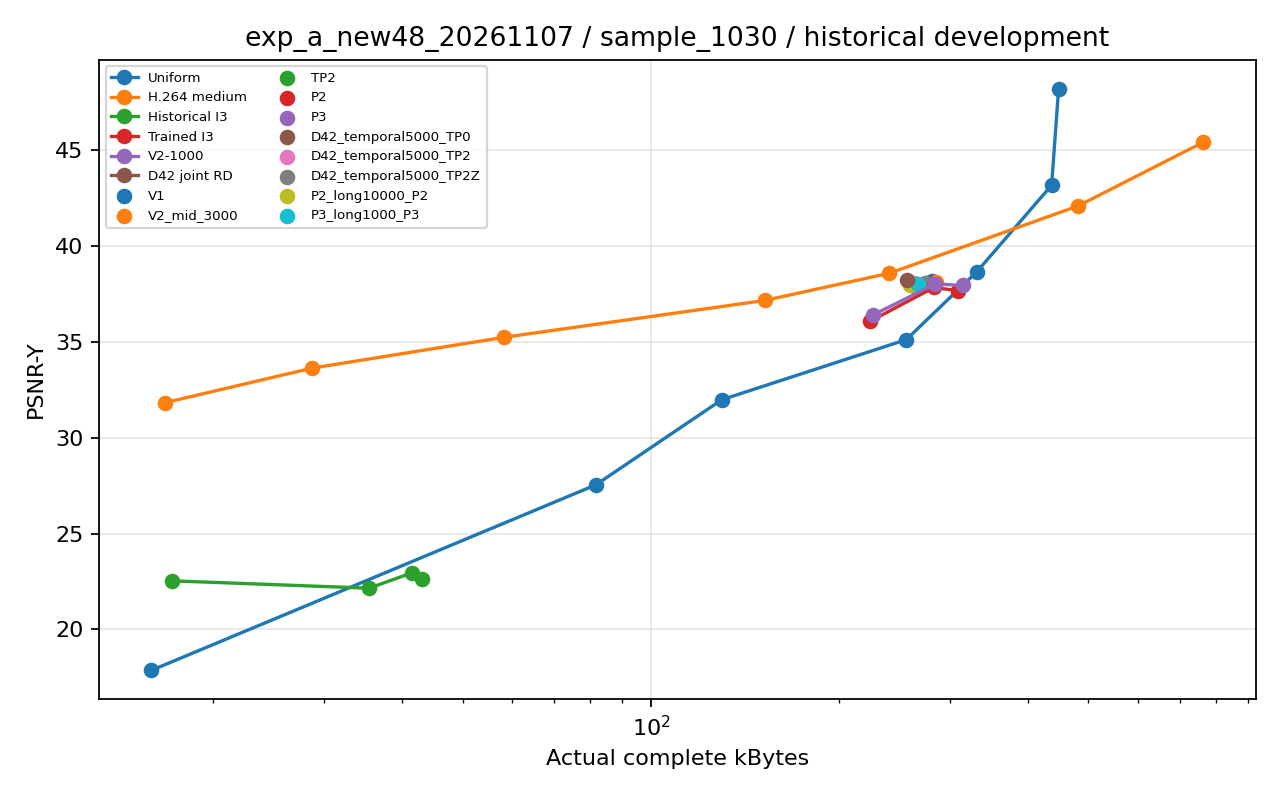 exp_a_new48_20261107 / sample_1030 / historical development
Uniform
H.264 medium
Historical I3
Trained I3
V2-1000
D42 joint RD
V1
V2_mid_3000
TP2
P2
P3
D42_temporal5000_TP0
D42_temporal5000_TP2
D42_temporal5000_TP2Z
P2_long10000_P2
P3_long1000_P3
PSNR-Y
45
40
35
30
25
20
10²
Actual complete kBytes